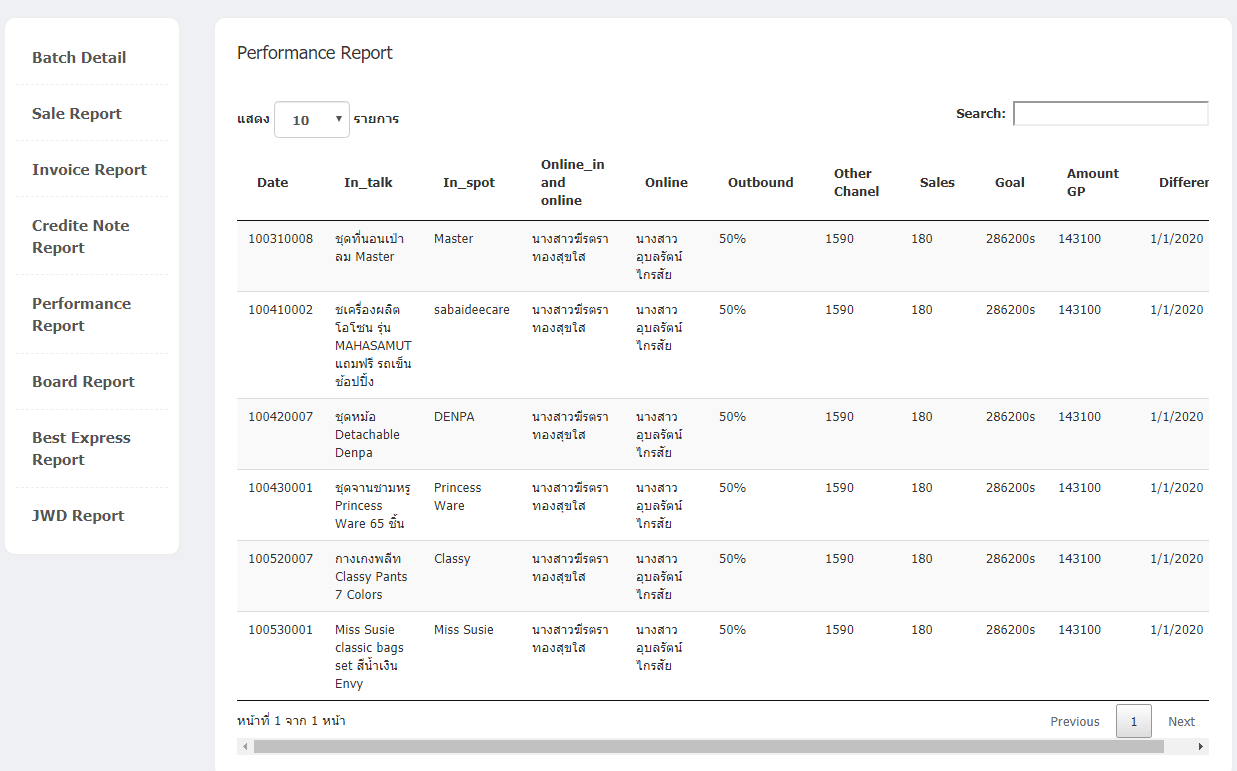 Batch Detail
Sale Report
Invoice Report
Credite Note
Report
Performance
Report
Board Report
Best Express
Report
JWD Report
Performance Report
แสดง 10 รายการ
Search:
Date In_talk In_spot Online_in and online Online Outbound Other Chanel Sales Goal Amount GP Differen
100310008 ชุดที่นอนเป่าลม Master Master นางสาวฆีรตรา ทองสุขใส นางสาว อุบลรัตน์ ไกรสัย 50% 1590 180 286200s 143100 1/1/2020
100410002 ชเครื่องผลิตโอโซน รุ่น MAHASAMUT แถมฟรี รถเข็นช้อปปิ้ง sabaideecare นางสาวฆีรตรา ทองสุขใส นางสาว อุบลรัตน์ ไกรสัย 50% 1590 180 286200s 143100 1/1/2020
100420007 ชุดหม้อ Detachable Denpa DENPA นางสาวฆีรตรา ทองสุขใส นางสาว อุบลรัตน์ ไกรสัย 50% 1590 180 286200s 143100 1/1/2020
100430001 ชุดจานชามหรู Princess Ware 65 ชิ้น Princess Ware นางสาวฆีรตรา ทองสุขใส นางสาว อุบลรัตน์ ไกรสัย 50% 1590 180 286200s 143100 1/1/2020
100520007 กางเกงพลีท Classy Pants 7 Colors Classy นางสาวฆีรตรา ทองสุขใส นางสาว อุบลรัตน์ ไกรสัย 50% 1590 180 286200s 143100 1/1/2020
100530001 Miss Susie classic bags set สีน้ำเงิน Envy Miss Susie นางสาวฆีรตรา ทองสุขใส นางสาว อุบลรัตน์ ไกรสัย 50% 1590 180 286200s 143100 1/1/2020
หน้าที่ 1 จาก 1 หน้า
Previous 1 Next